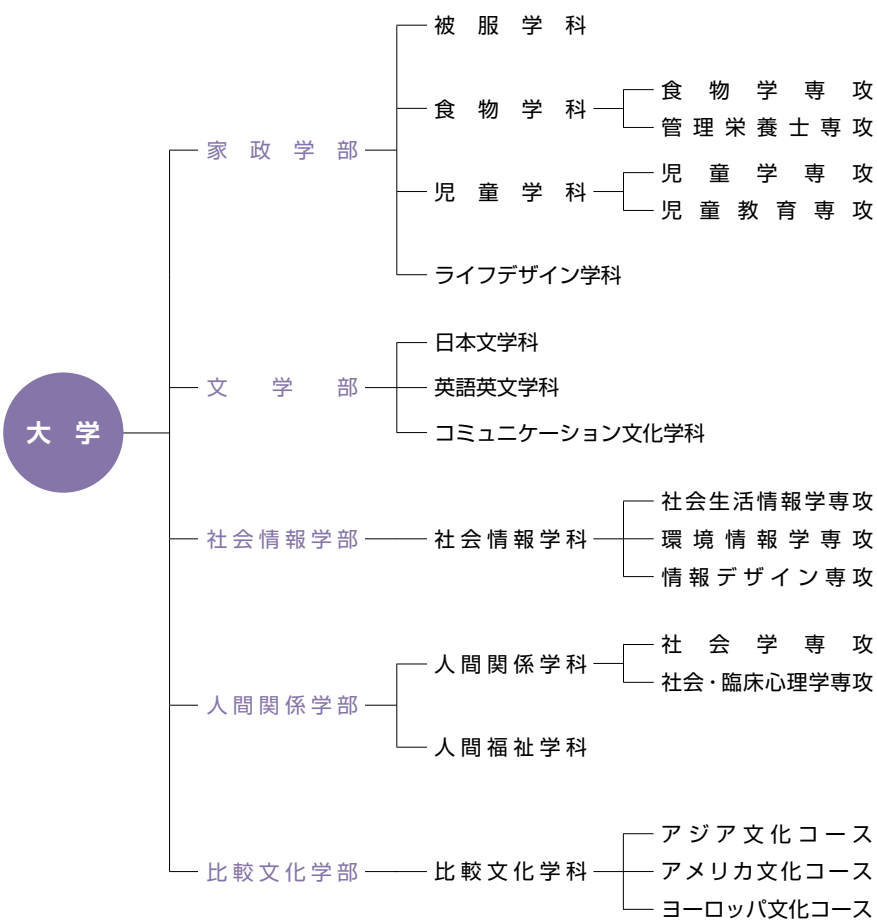 大学
家政学部
被服学科
食物学科
食物学専攻
管理栄養士専攻
児童学科
児童学専攻
児童教育専攻
ライフデザイン学科
文学部
日本文学科
英語英文学科
コミュニケーション文化学科
社会情報学部
社会情報学科
社会生活情報学専攻
環境情報学専攻
情報デザイン専攻
人間関係学部
人間関係学科
社会学専攻
社会・臨床心理学専攻
人間福祉学科
比較文化学部
比較文化学科
アジア文化コース
アメリカ文化コース
ヨーロッパ文化コース